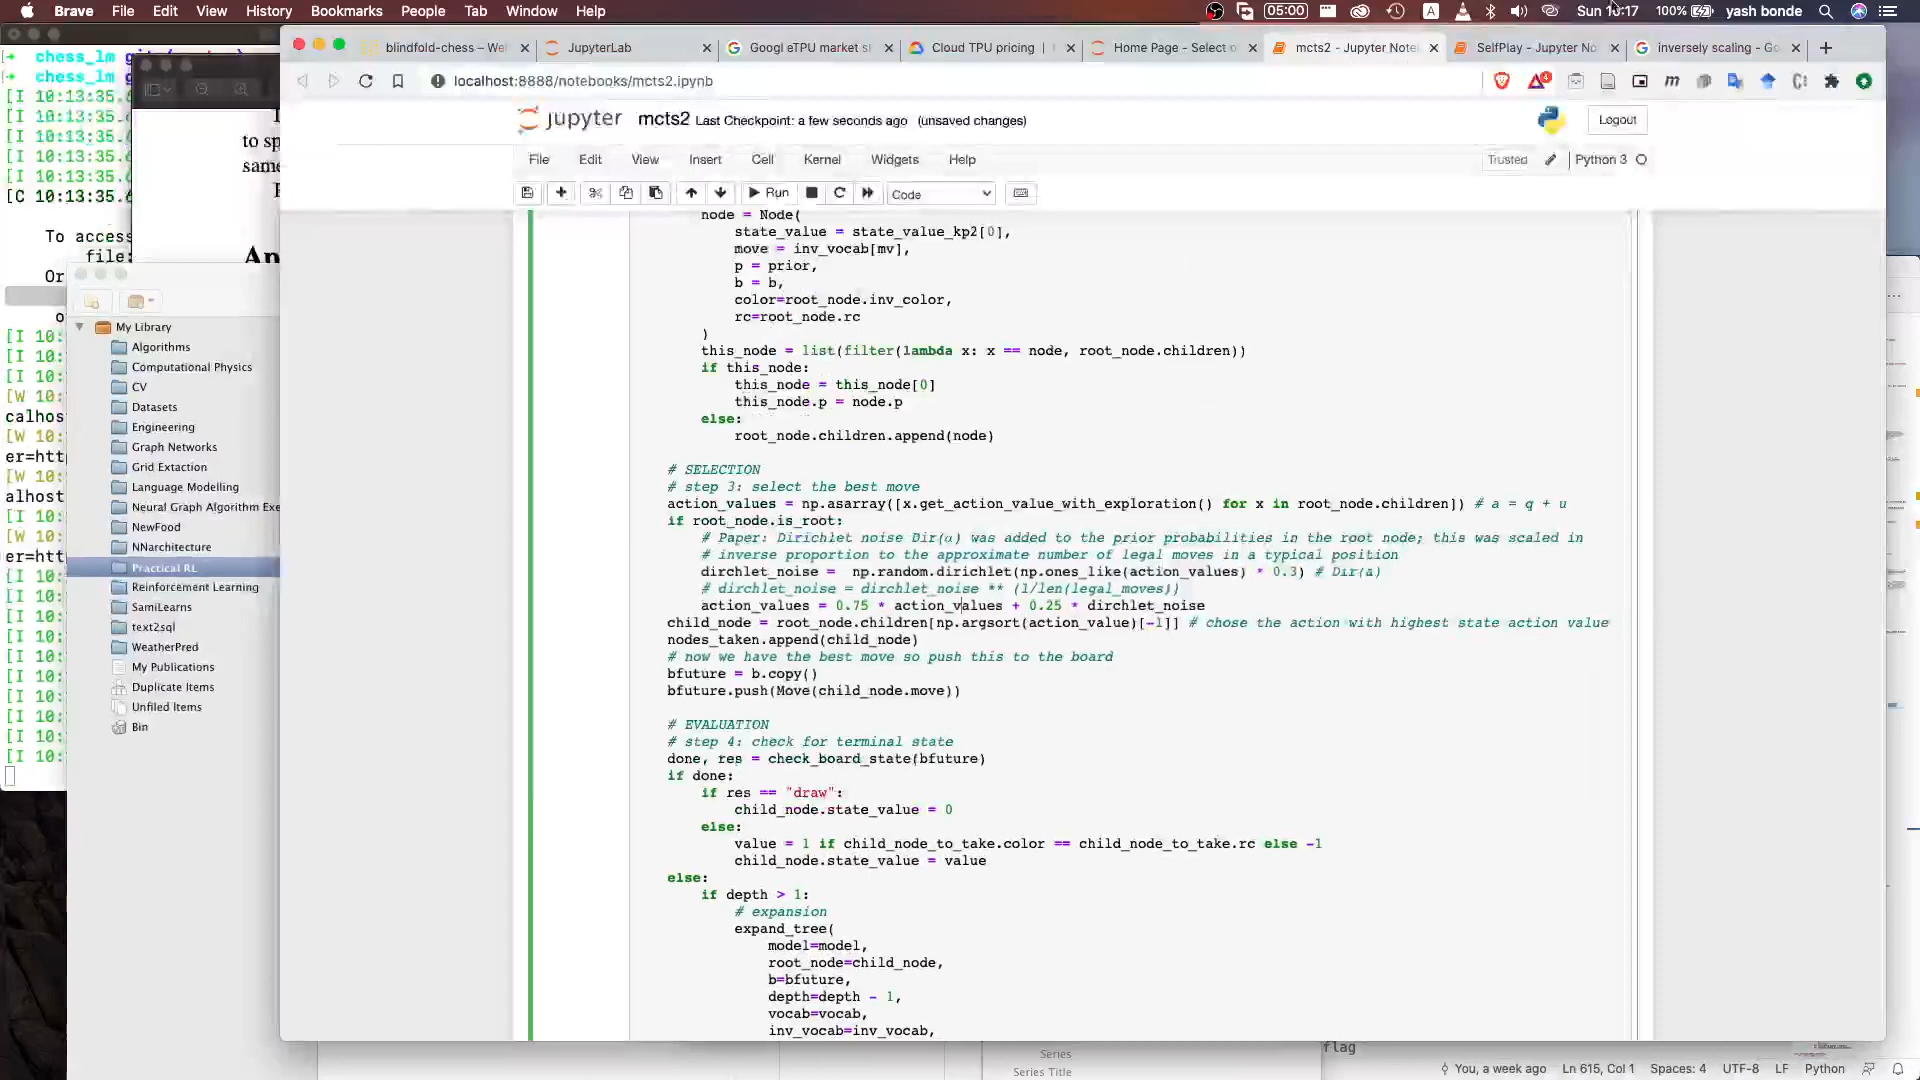 Brave File Edit View History Bookmarks People Tab Window Help
05:00 A 100% yash bonde
blindfold-chess – We
JupyterLab
Googl eTPU market s
Cloud TPU pricing
Home Page - Select o
mcts2 - Jupyter Note
SelfPlay - Jupyter No
inversely scaling - Go
localhost:8888/notebooks/mcts2.ipynb
jupyter mcts2 Last Checkpoint: a few seconds ago (unsaved changes)
Logout
File Edit View Insert Cell Kernel Widgets Help
Trusted Python 3
Run Code
node = Node(
state_value = state_value_kp2[0],
move = inv_vocab[mv],
p = prior,
b = b,
color=root_node.inv_color,
rc=root_node.rc
)
this_node = list(filter(lambda x: x == node, root_node.children))
if this_node:
this_node = this_node[0]
this_node.p = node.p
else:
root_node.children.append(node)
# SELECTION
# step 3: select the best move
action_values = np.asarray([x.get_action_value_with_exploration() for x in root_node.children]) # a = q + u
if root_node.is_root:
# Paper: Dirichlet noise Dir(α) was added to the prior probabilities in the root node; this was scaled in
# inverse proportion to the approximate number of legal moves in a typical position
dirchlet_noise =  np.random.dirichlet(np.ones_like(action_values) * 0.3) # Dir(a)
# dirchlet_noise = dirchlet_noise ** (1/len(legal_moves))
action_values = 0.75 * action_values + 0.25 * dirchlet_noise
child_node = root_node.children[np.argsort(action_value)[-1]] # chose the action with highest state action value
nodes_taken.append(child_node)
# now we have the best move so push this to the board
bfuture = b.copy()
bfuture.push(Move(child_node.move))
# EVALUATION
# step 4: check for terminal state
done, res = check_board_state(bfuture)
if done:
if res == "draw":
child_node.state_value = 0
else:
value = 1 if child_node_to_take.color == child_node_to_take.rc else -1
child_node.state_value = value
else:
if depth > 1:
# expansion
expand_tree(
model=model,
root_node=child_node,
b=bfuture,
depth=depth - 1,
vocab=vocab,
inv_vocab=inv_vocab,
chess_lm
chess_lm
[I 10:13:35.
[I 10:13:35.
[I 10:13:35.
[I 10:13:35.
[I 10:13:35.
[C 10:13:35.
To access
file:
Or
to sp
same
My Library
Algorithms
Computational Physics
CV
Datasets
Engineering
Graph Networks
Grid Extaction
Language Modelling
Neural Graph Algorithm Exe
NewFood
NNarchitecture
Practical RL
Reinforcement Learning
SamiLearns
text2sql
WeatherPred
My Publications
Duplicate Items
Unfiled Items
Bin
Series
Series Title
flag
You, a week ago Ln 615, Col 1 Spaces: 4 UTF-8 LF Python